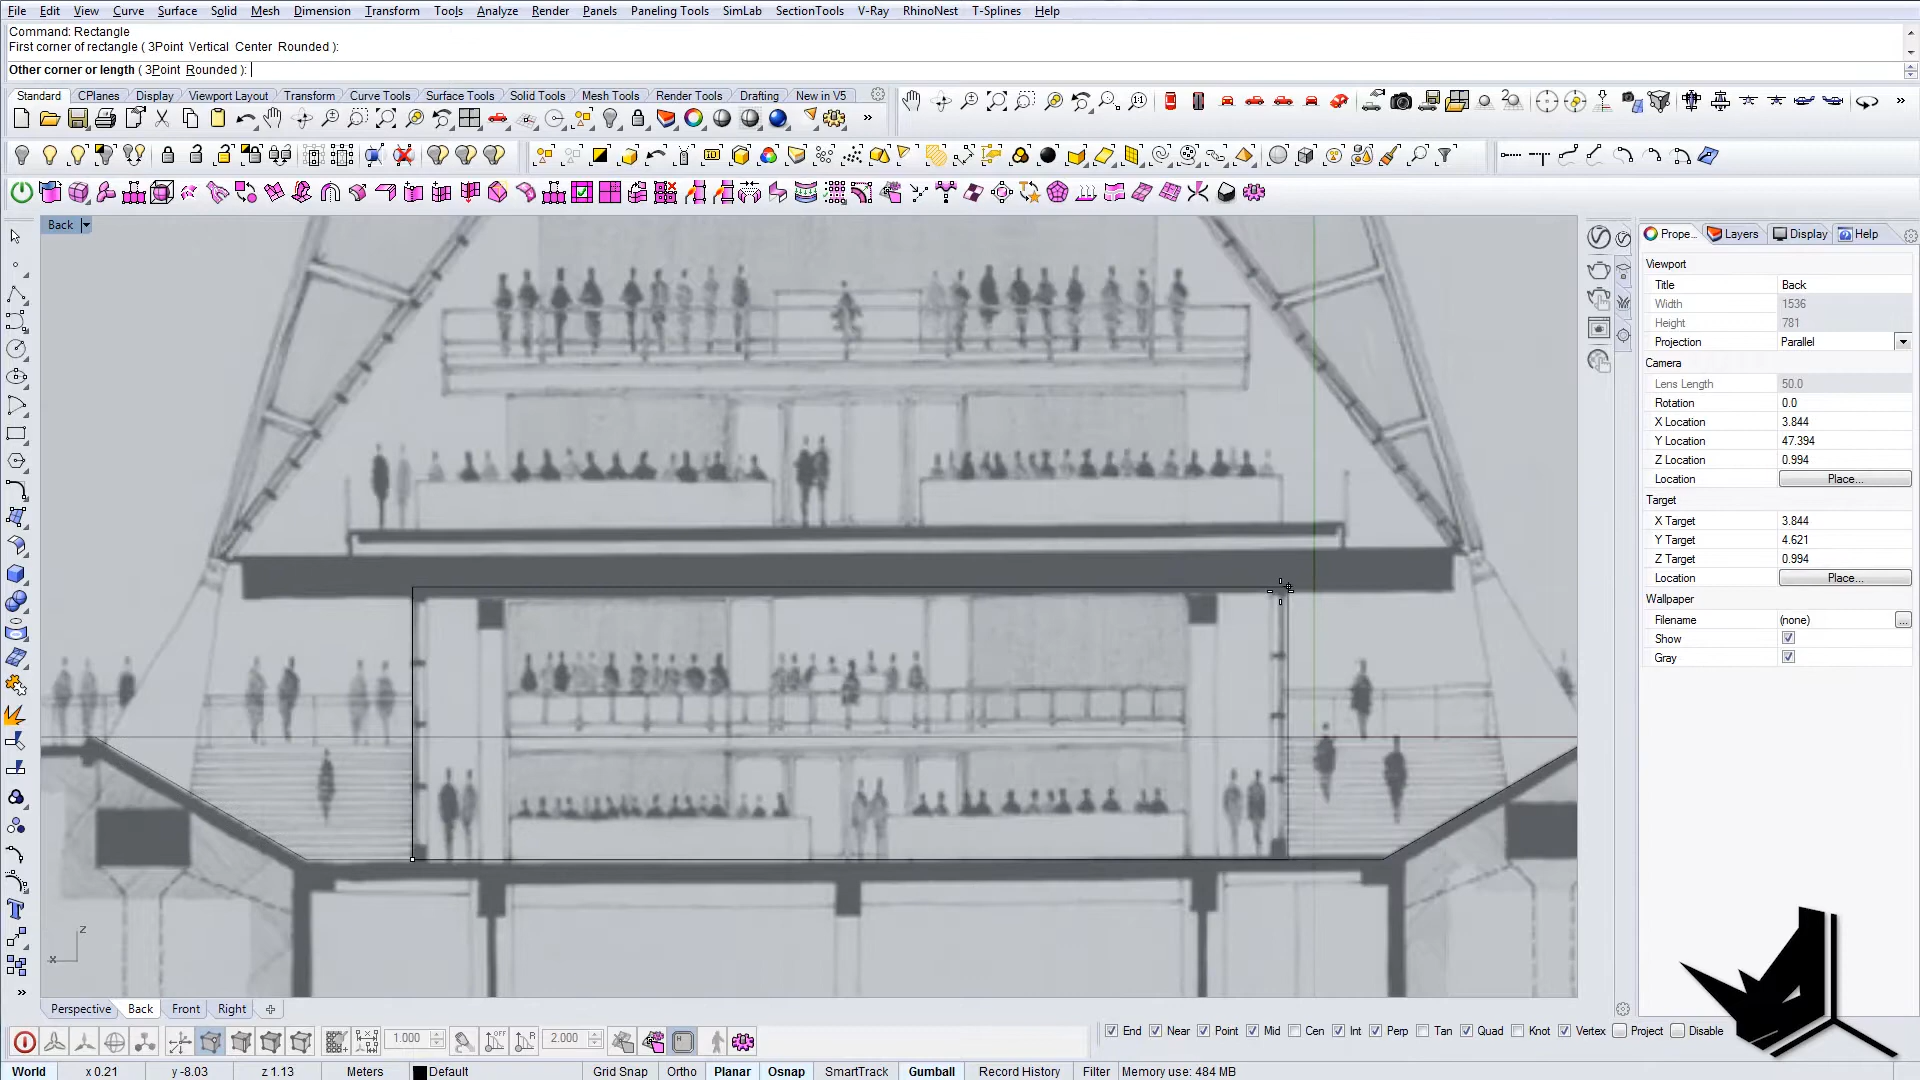 File Edit View Curve Surface Solid Mesh Dimension Transform Tools Analyze Render Panels Paneling Tools SimLab SectionTools V-Ray RhinoNest T-Splines Help
Command: Rectangle
First corner of rectangle ( 3Point Vertical Center Rounded ):
Other corner or length ( 3Point Rounded ):
Standard CPlanes Display Viewport Layout Transform Curve Tools Surface Tools Solid Tools Mesh Tools Render Tools Drafting New in V5
Back
Prope... Layers Display Help
Viewport
Title Back
Width 1536
Height 781
Projection Parallel
Camera
Lens Length 50.0
Rotation 0.0
X Location 3.844
Y Location 47.394
Z Location 0.994
Location Place...
Target
X Target 3.844
Y Target 4.621
Z Target 0.994
Location Place...
Wallpaper
Filename (none) ...
Show
Gray
z
x
Perspective Back Front Right
1.000 2.000
End Near Point Mid Cen Int Perp Tan Quad Knot Vertex Project Disable
World x 0.21 y -8.03 z 1.13 Meters Default Grid Snap Ortho Planar Osnap SmartTrack Gumball Record History Filter Memory use: 484 MB